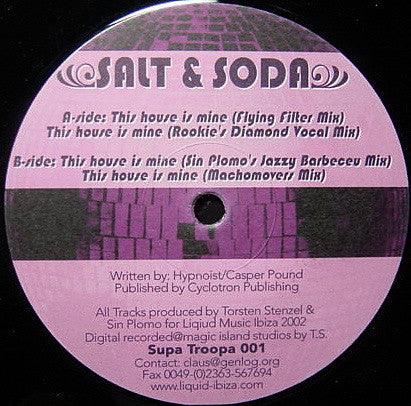 SALT & SODA
A-side: This house is mine (Flying Filter Mix)
This house is mine (Rookie's Diamond Vocal Mix)
B-side: This house is mine (Sin Plomo's Jazzy Barbeceu Mix)
This house is mine (Machomovers Mix)
Written by: Hypnoist/Casper Pound
Published by Cyclotron Publishing
All Tracks produced by Torsten Stenzel &
Sin Plomo for Liqiud Music Ibiza 2002
Digital recorded@magic island studios by T.S.
Supa Troopa 001
Contact: claus@genlog.org
Fax 0049-(0)2363-567694
www.liquid-ibiza.com